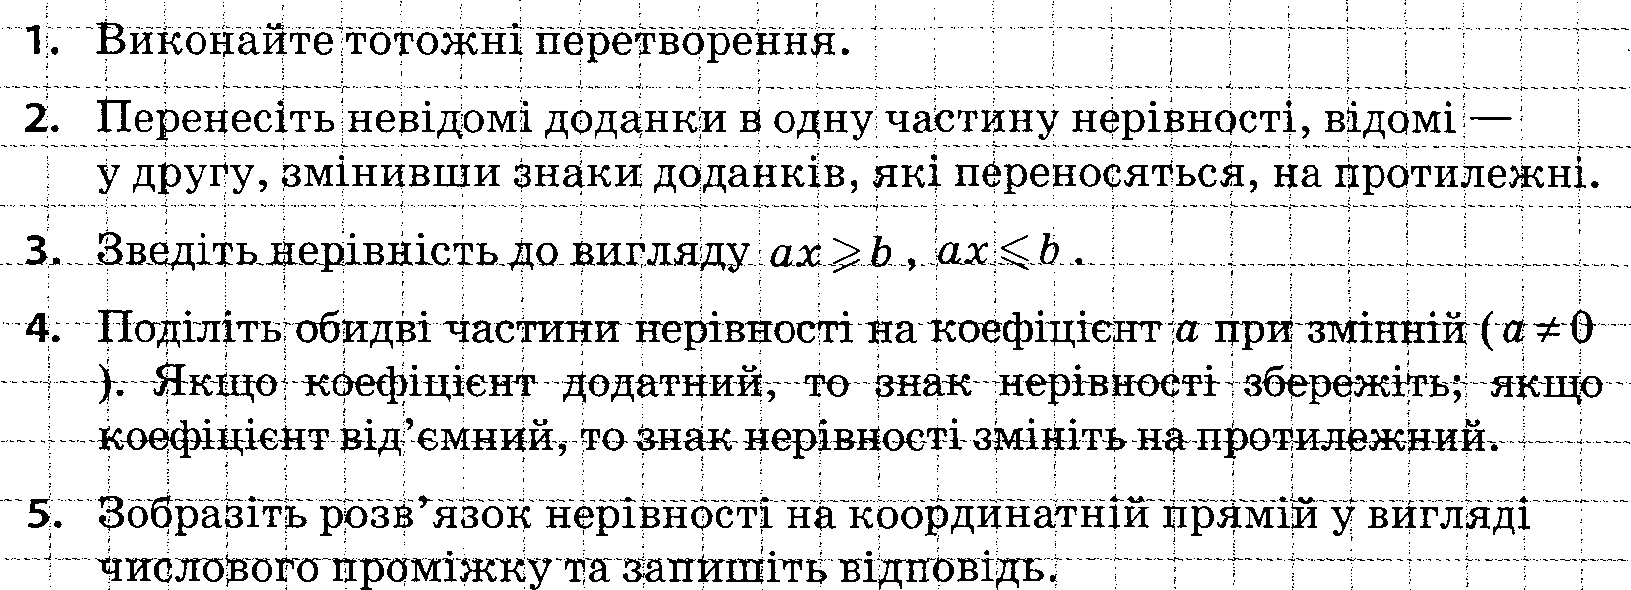 1. Виконайте тотожні перетворення.
2. Перенесіть невідомі доданки в одну частину нерівності, відомі —
у другу, змінивши знаки доданків, які переносяться, на протилежні.
3. Зведіть нерівність до вигляду ax ⩾ b , ax ⩽ b .
4. Поділіть обидві частини нерівності на коефіцієнт a при змінній ( a ≠ 0
). Якщо коефіцієнт додатний, то знак нерівності збережіть; якщо
коефіцієнт від’ємний, то знак нерівності змініть на протилежний.
5. Зобразіть розв’язок нерівності на координатній прямій у вигляді
числового проміжку та запишіть відповідь.